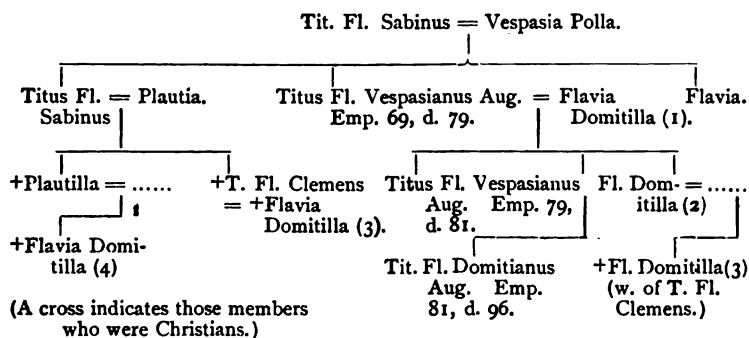 Tit. Fl. Sabinus = Vespasia Polla.
Titus Fl. = Plautia.
Sabinus
Titus Fl. Vespasianus Aug. = Flavia
Emp. 69, d. 79. Domitilla (1).
Flavia.
+Plautilla = ......
+T. Fl. Clemens
= +Flavia
Domitilla (3).
Titus Fl. Vespasianus
Aug. Emp. 79,
d. 81.
Fl. Dom- = ......
itilla (2)
+Flavia Domi-
tilla (4)
Tit. Fl. Domitianus
Aug. Emp.
81, d. 96.
+Fl. Domitilla (3)
(w. of T. Fl.
Clemens.)
(A cross indicates those members
who were Christians.)